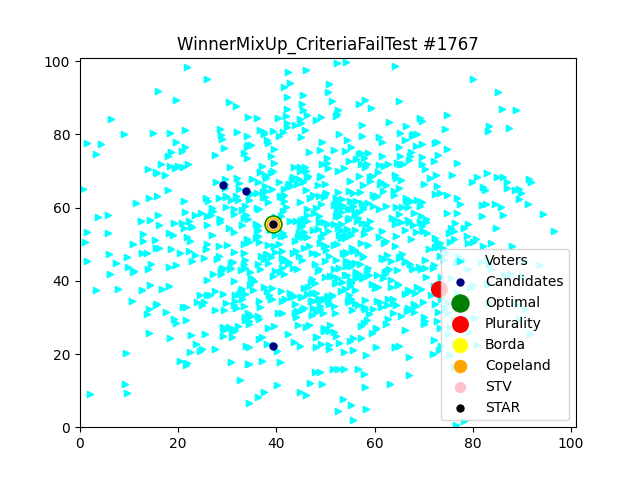 WinnerMixUp_CriteriaFailTest #1767
100
80
60
40
20
0
0
20
40
60
80
100
Voters
Candidates
Optimal
Plurality
Borda
Copeland
STV
STAR